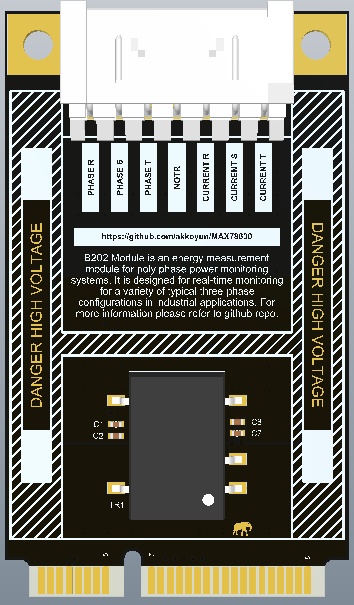 PHASE R
PHASE S
PHASE T
NOTR
CURRENT R
CURRENT S
CURRENT T
https://github.com/akkoyun/MAX78630
B202 Module is an energy measurement
module for poly phase power monitoring
systems. It is designed for real-time monitoring
for a variety of typical three phase
configurations in industrial applications. For
more information please refer to github repo.
DANGER HIGH VOLTAGE
DANGER HIGH VOLTAGE
C1
C2
C7
TR1